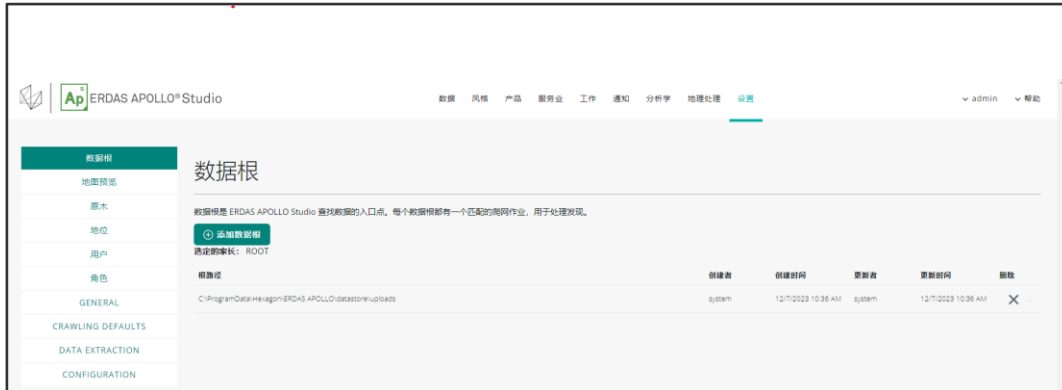 Ap ERDAS APOLLO® Studio
数据 风格 产品 服务业 工作 通知 分析学 地理处理 设置
admin 帮助
数据根
地图预览
原木
地位
用户
角色
GENERAL
CRAWLING DEFAULTS
DATA EXTRACTION
CONFIGURATION
数据根
数据根是 ERDAS APOLLO Studio 查找数据的入口点。每个数据根都有一个匹配的爬网作业，用于处理发现。
添加数据根
选定的家长： ROOT
根路径 创建者 创建时间 更新者 更新时间 删除
C:\ProgramData\Hexagon\ERDAS APOLLO\datastore\uploads system 12/7/2023 10:36 AM system 12/7/2023 10:36 AM